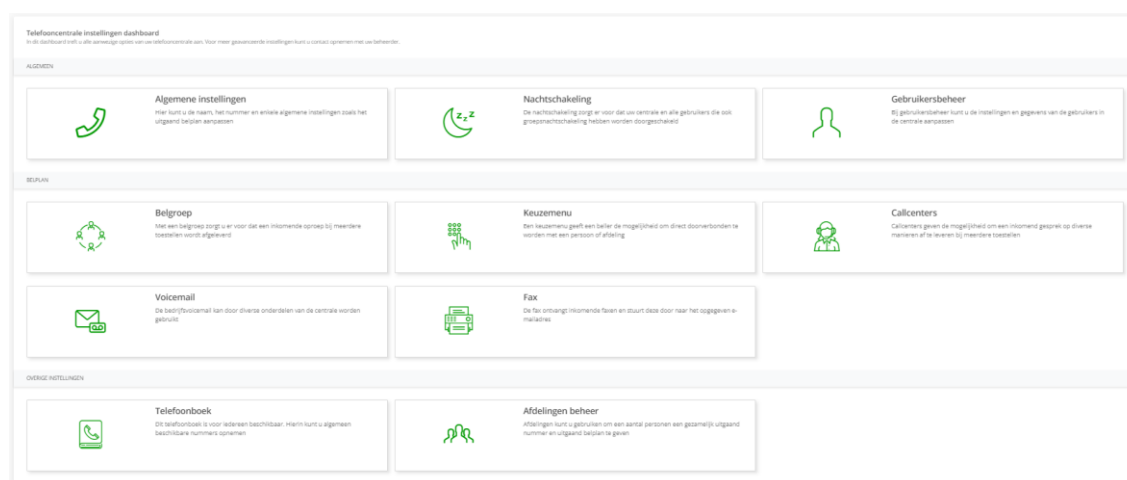 Telefooncentrale instellingen dashboard
In dit dashboard treft u alle aanwezige opties van uw telefooncentrale aan. Voor meer geavanceerde instellingen kunt u contact opnemen met uw beheerder.
ALGEMEEN
Algemene instellingen
Hier kunt u de naam, het nummer en enkele algemene instellingen zoals het
uitgaand belplan aanpassen
Nachtschakeling
De nachtschakeling zorgt er voor dat uw centrale en alle gebruikers die ook
groepsnachtschakeling hebben worden doorgeschakeld
Gebruikersbeheer
Bij gebruikersbeheer kunt u de instellingen en gegevens van de gebruikers in
de centrale aanpassen
BELPLAN
Belgroep
Met een belgroep zorgt u er voor dat een inkomende oproep bij meerdere
toestellen wordt afgeleverd
Keuzemenu
Een keuzemenu geeft een beller de mogelijkheid om direct doorverbonden te
worden met een persoon of afdeling
Callcenters
Callcenters geven de mogelijkheid om een inkomend gesprek op diverse
manieren af te leveren bij meerdere toestellen
Voicemail
De bedrijfsvoicemail kan door diverse onderdelen van de centrale worden
gebruikt
Fax
De fax ontvangt inkomende faxen en stuurt deze door naar het opgegeven e-
mailadres
OVERIGE INSTELLINGEN
Telefoonboek
Dit telefoonboek is voor iedereen beschikbaar. Hierin kunt u algemeen
beschikbare nummers opnemen
Afdelingen beheer
Afdelingen kunt u gebruiken om een aantal personen een gezamelijk uitgaand
nummer en uitgaand belplan te geven